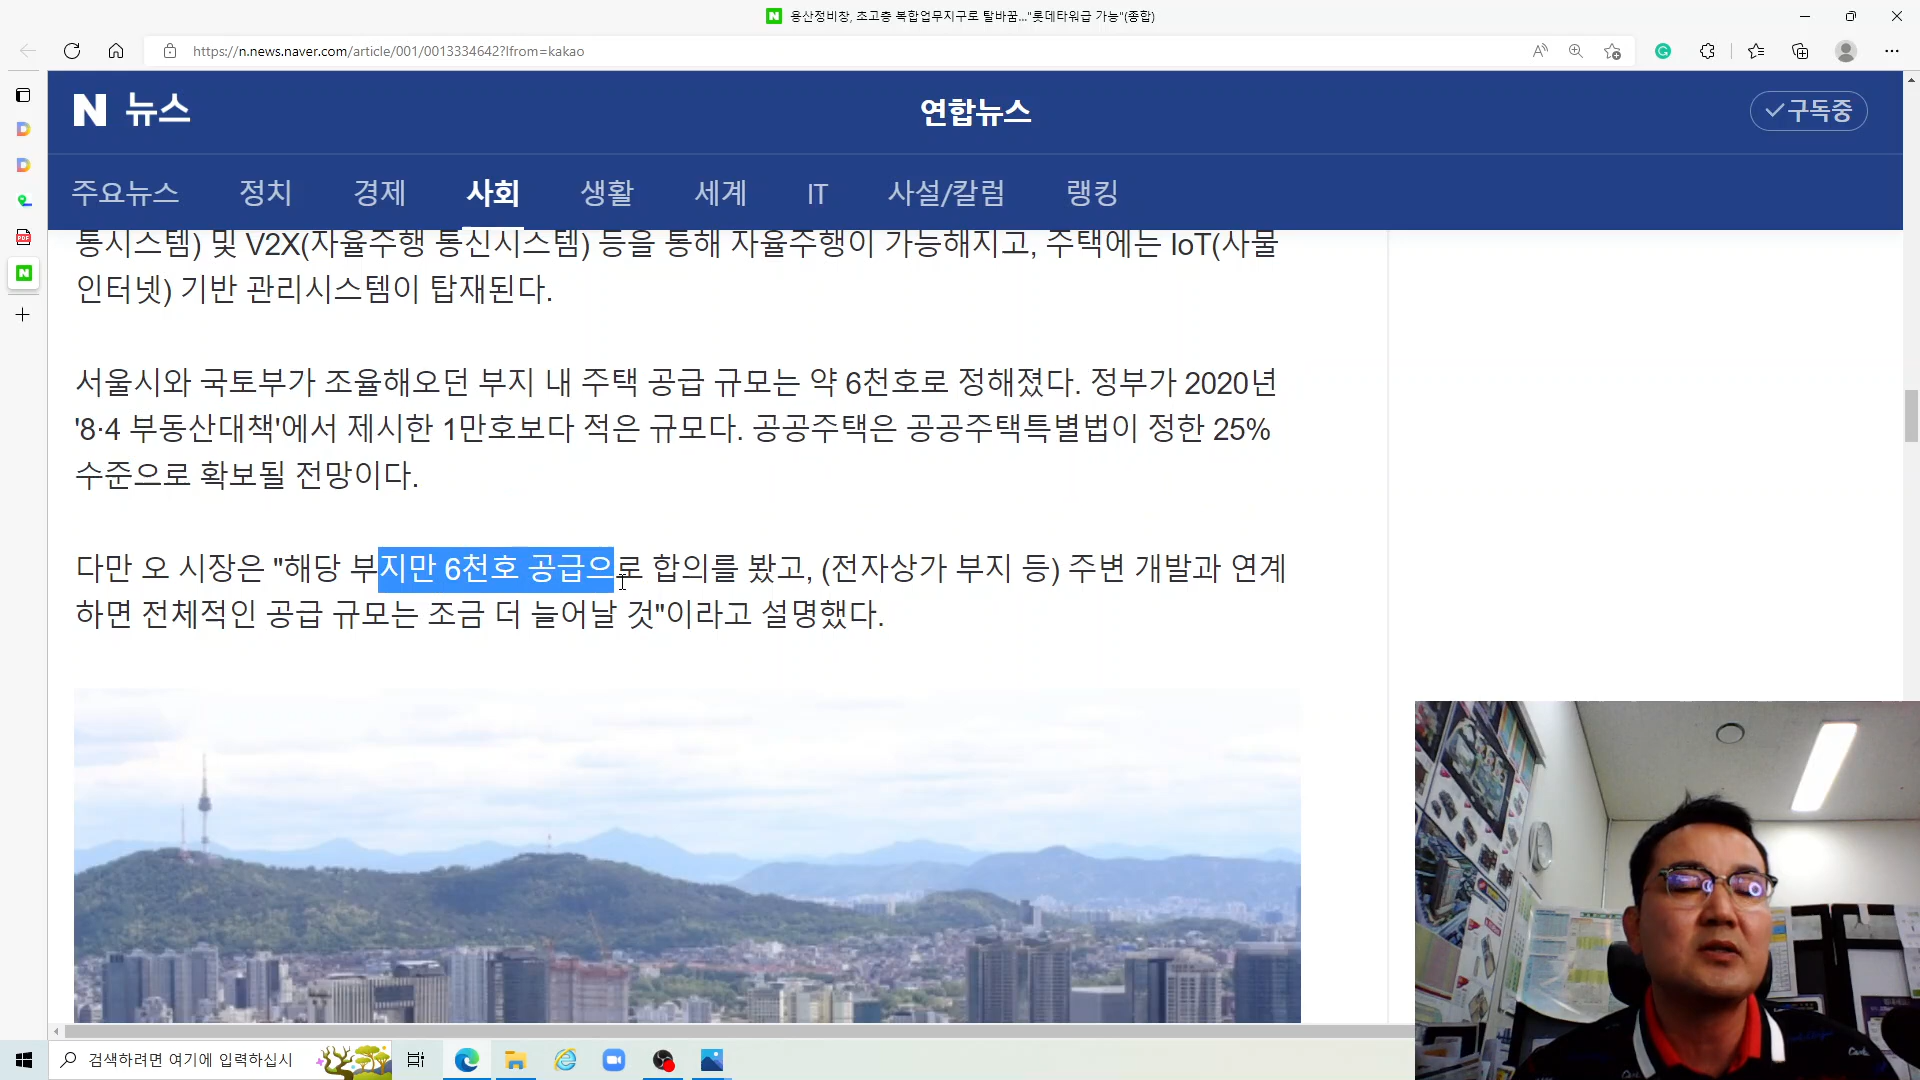 용산정비창, 초고층 복합업무지구로 탈바꿈..."롯데타워급 가능"(종합)
https://n.news.naver.com/article/001/0013334642?lfrom=kakao
N 뉴스
연합뉴스
구독중
주요뉴스 정치 경제 사회 생활 세계 IT 사설/칼럼 랭킹
통시스템) 및 V2X(자율주행 통신시스템) 등을 통해 자율주행이 가능해지고, 주택에는 IoT(사물
인터넷) 기반 관리시스템이 탑재된다.
서울시와 국토부가 조율해오던 부지 내 주택 공급 규모는 약 6천호로 정해졌다. 정부가 2020년
'8·4 부동산대책'에서 제시한 1만호보다 적은 규모다. 공공주택은 공공주택특별법이 정한 25%
수준으로 확보될 전망이다.
다만 오 시장은 "해당 부지만 6천호 공급으로 합의를 봤고, (전자상가 부지 등) 주변 개발과 연계
하면 전체적인 공급 규모는 조금 더 늘어날 것"이라고 설명했다.
검색하려면 여기에 입력하십시